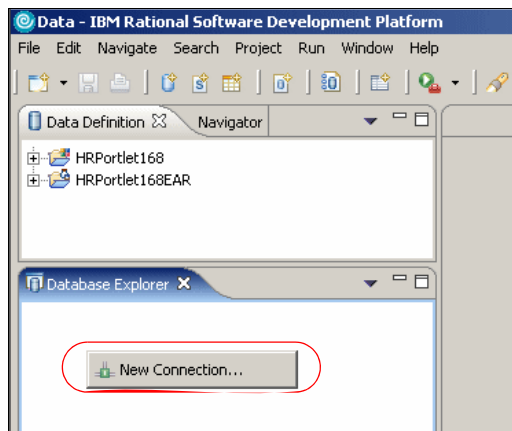 Data - IBM Rational Software Development Platform
File Edit Navigate Search Project Run Window Help
Data Definition Navigator
HRPortlet168
HRPortlet168EAR
Database Explorer
New Connection...